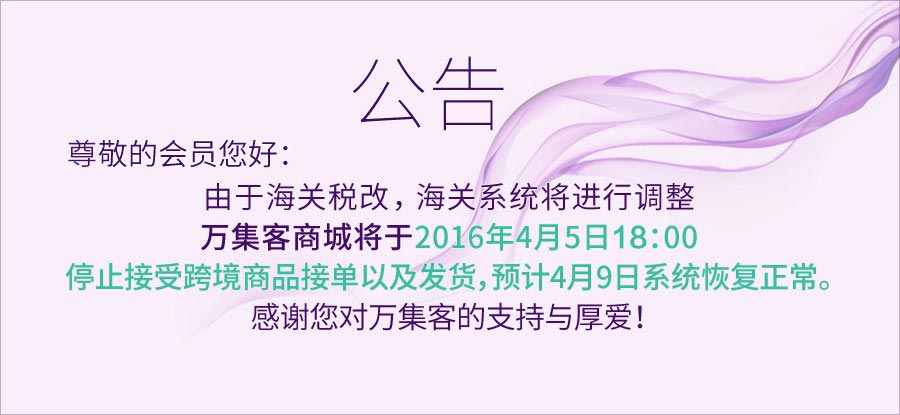 公告
尊敬的会员您好：
由于海关税改，海关系统将进行调整
万集客商城将于2016年4月5日18：00
停止接受跨境商品接单以及发货，预计4月9日系统恢复正常。
感谢您对万集客的支持与厚爱！